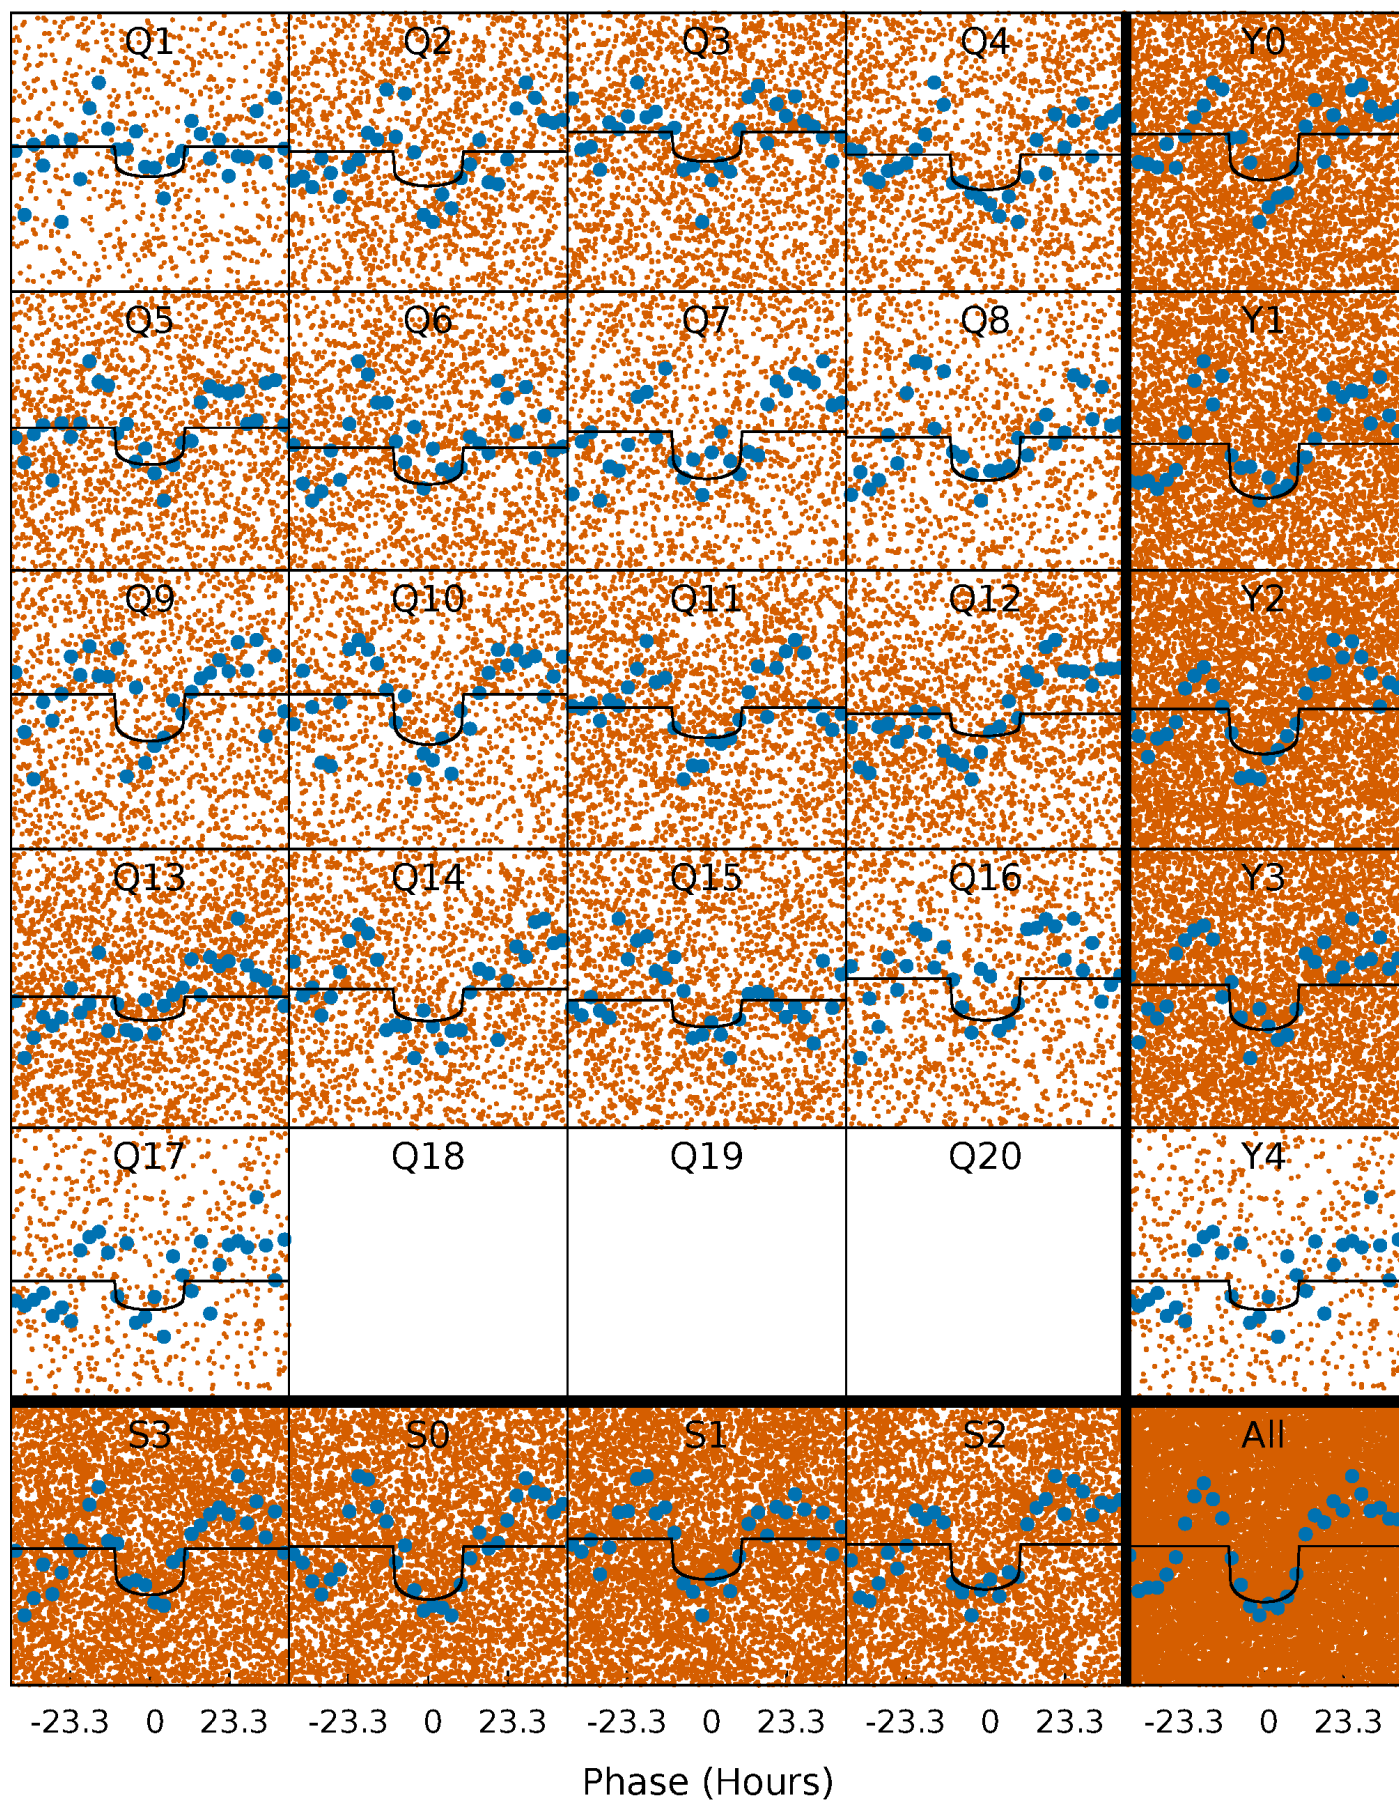 Q1 Q2 Q3 Q4 Y0
Q5 Q6 Q7 Q8 Y1
Q9 Q10 Q11 Q12 Y2
Q13 Q14 Q15 Q16 Y3
Q17 Q18 Q19 Q20 Y4
S3 S0 S1 S2 All
-23.3 0 23.3 -23.3 0 23.3 -23.3 0 23.3 -23.3 0 23.3 -23.3 0 23.3
Phase (Hours)